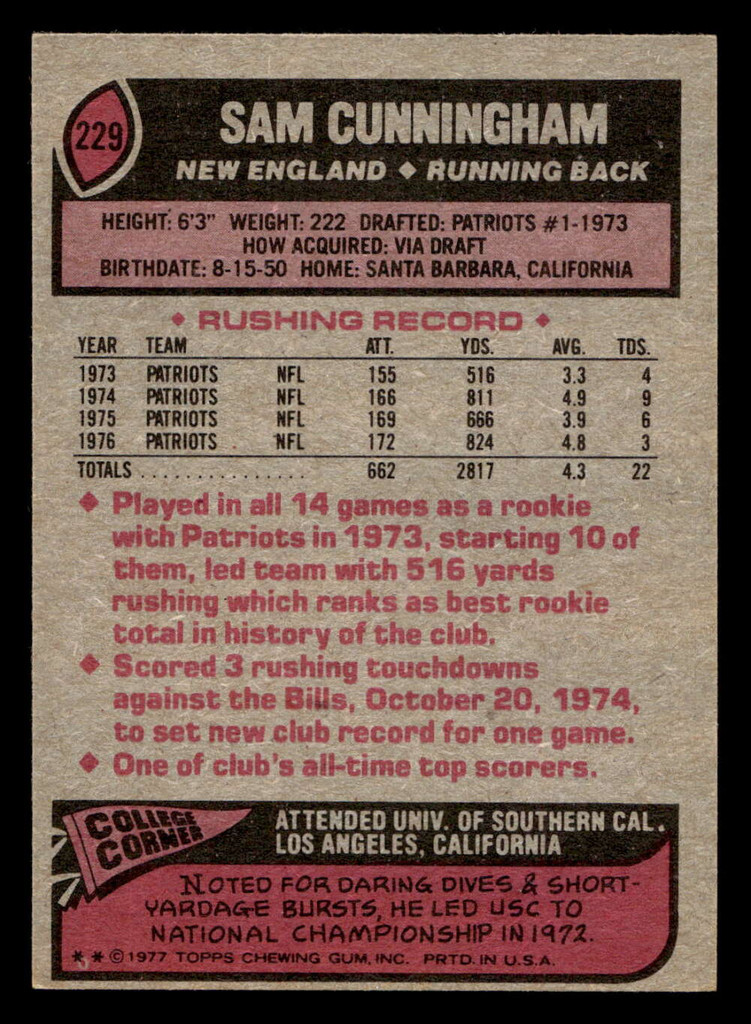 229
SAM CUNNINGHAM
NEW ENGLAND ◆ RUNNING BACK
HEIGHT: 6'3" WEIGHT: 222 DRAFTED: PATRIOTS #1-1973
HOW ACQUIRED: VIA DRAFT
BIRTHDATE: 8-15-50 HOME: SANTA BARBARA, CALIFORNIA
◆ RUSHING RECORD ◆
YEAR TEAM ATT. YDS. AVG. TDS.
1973 PATRIOTS NFL 155 516 3.3 4
1974 PATRIOTS NFL 166 811 4.9 9
1975 PATRIOTS NFL 169 666 3.9 6
1976 PATRIOTS NFL 172 824 4.8 3
TOTALS . . . . . . . . . . . . . . . 662 2817 4.3 22
◆ Played in all 14 games as a rookie
with Patriots in 1973, starting 10 of
them, led team with 516 yards
rushing which ranks as best rookie
total in history of the club.
◆ Scored 3 rushing touchdowns
against the Bills, October 20, 1974,
to set new club record for one game.
◆ One of club's all-time top scorers.
COLLEGE
CORNER
ATTENDED UNIV. OF SOUTHERN CAL.
LOS ANGELES, CALIFORNIA
NOTED FOR DARING DIVES & SHORT-
YARDAGE BURSTS, HE LED USC TO
NATIONAL CHAMPIONSHIP IN 1972.
* * © 1977 TOPPS CHEWING GUM, INC. PRTD. IN U.S.A.